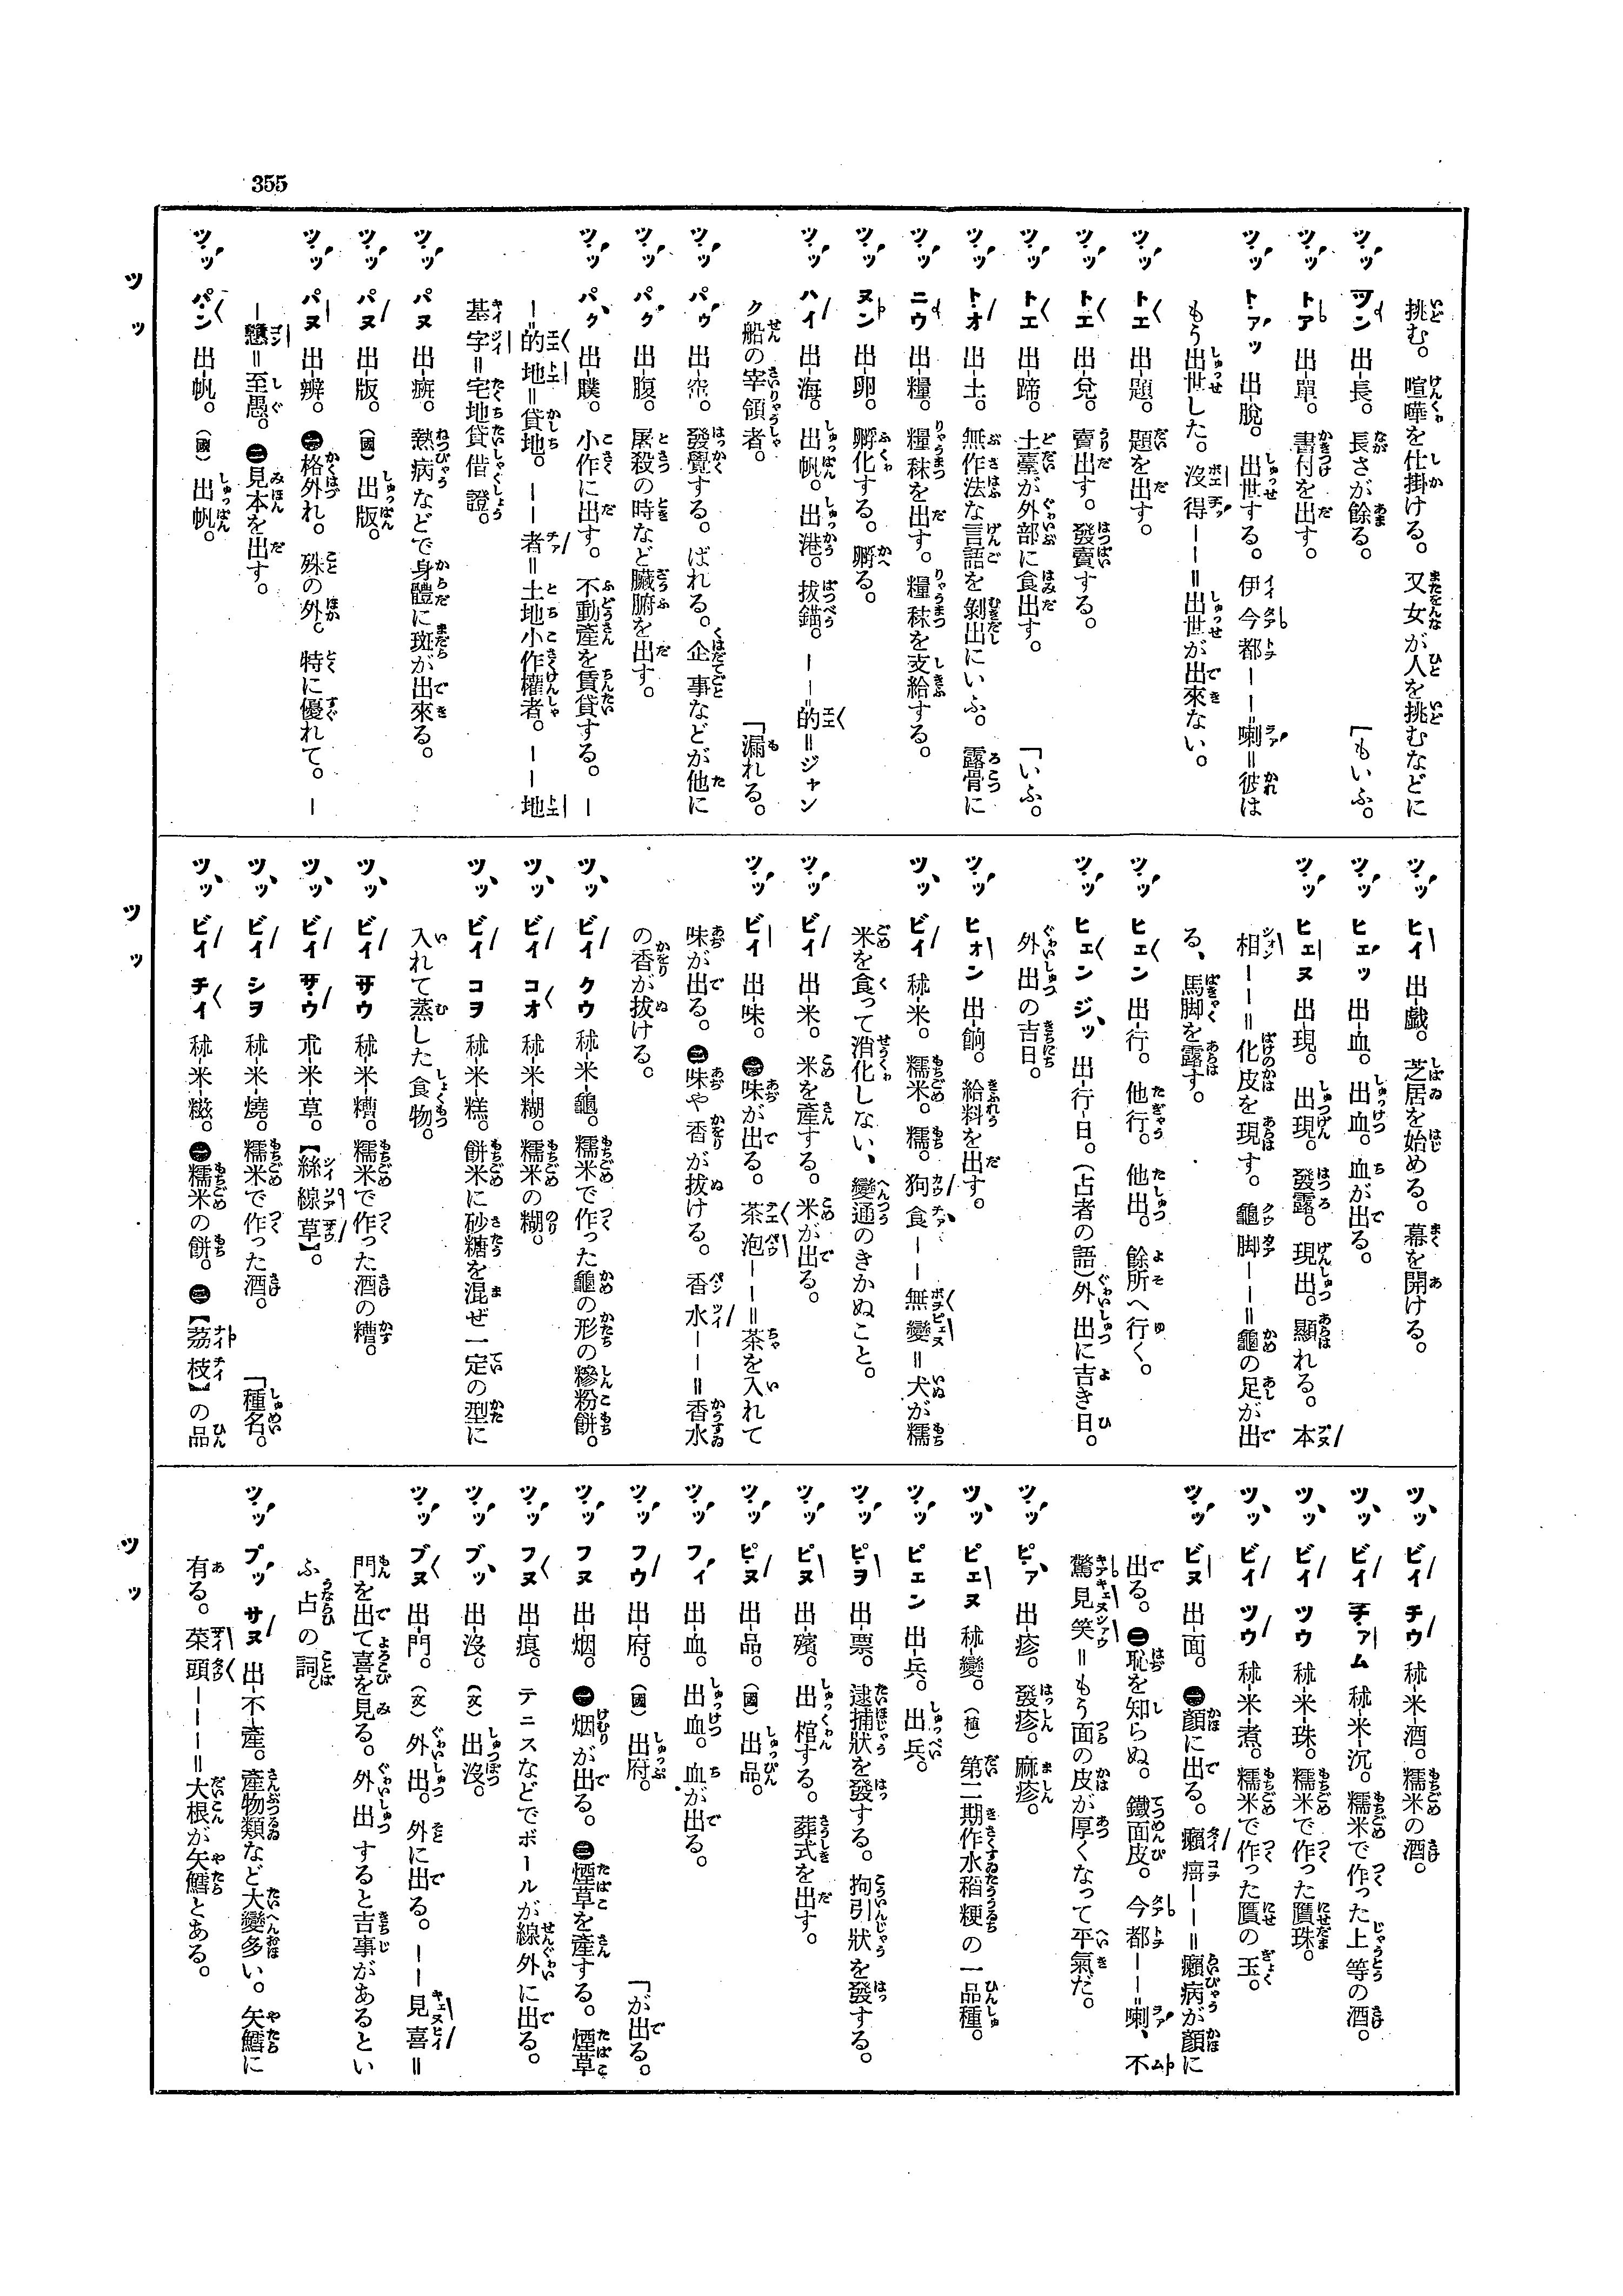 355
挑む。喧嘩を仕掛ける。又女が人を挑むなどに
ツッ ツン 出-長。長さが餘る。「もいふ。
ツッ トア 出-單。書付を出す。
ツッ トァッ 出-脫。出世する。伊今都ーー喇=彼は
もう出世した。沒得ーー=出世が出來ない。
ツッ トエ 出-題。題を出す。
ツッ トエ 出-兌。賣出す。發賣する。
ツッ トエ 出-蹄。土臺が外部に食出す。「いふ。
ツッ トオ 出-土。無作法な言語を剝出にいふ。露骨に
ツッ ニウ 出-糧。糧秣を出す。糧秣を支給する。
ツッ ヌン 出-卵。孵化する。孵る。
ツッ ハイ 出-海。出帆。出港。拔錨。ーー的=ジャン
ク船の宰領者。「漏れる。
ツッ パゥ 出-疱。發覺する。ばれる。企事などが他に
ツッ パク 出-腹。屠殺の時など臟腑を出す。
ツッ パク 出-贌。小作に出す。不動產を賃貸する。ー
ー的地=貸地。ーー者=土地小作權者。ーー地
基字=宅地貸借證。
ツッ パヌ 出-癍。熱病などで身體に斑が出來る。
ツッ パヌ 出-版。(國)出版。
ツッ パヌ 出-辦。㊀格外れ。殊の外。特に優れて。ー
ー戇=至愚。㊁見本を出す。
ツッ パン 出-帆。(國)出帆。
ツッ ヒイ 出-戲。芝居を始める。幕を開ける。
ツッ ヒェッ 出-血。出血。血が出る。
ツッ ヒェヌ 出-現。出現。發露。現出。顯れる。本
相ーー=化皮を現す。龜脚ーー=龜の足が出
る、馬脚を露す。
ツッ ヒェン 出-行。他行。他出。餘所へ行く。
ツッ ヒェン ジッ 出-行-日。(占者の語)外出に吉き日。
外出の吉日。
ツッ ヒォン 出-餉。給料を出す。
ツッ ビイ 秫-米。糯米。糯。狗食ーー無變=犬が糯
米を食って消化しない、變通のきかぬこと。
ツッ ビイ 出-米。米を產する。米が出る。
ツッ ビイ 出-味。㊀味が出る。茶泡ーー=茶を入れて
味が出る。㊁味や香が拔ける。香水ーー=香水
の香が拔ける。
ツッ ビイ クウ 秫-米-龜。糯米で作った龜の形の糝粉餅。
ツッ ビイ コオ 秫-米-糊。糯米の糊。
ツッ ビイ コヲ 秫-米-糕。餅米に砂糖を混ぜ一定の型に
入れて蒸した食物。
ツッ ビイ サウ 秫-米-糟。糯米で作った酒の糟。
ツッ ビイ サウ 朮-米-草。【絲線草】。
ツッ ビイ シヲ 秫-米-燒。糯米で作った酒。「種名。
ツッ ビイ チイ 秫-米-糍。㊀糯米の餅。㊁【荔枝】の品
ツッ ビイ チウ 秫-米-酒。糯米の酒。
ツッ ビイ チァム 秫-米-沉。糯米で作った上等の酒。
ツッ ビイ ツウ 秫-米-珠。糯米で作った贋珠。
ツッ ビイ ツウ 秫-米-煮。糯米で作った贋の玉。
ツッ ビヌ 出-面。㊀顏に出る。癩㾐ーー=癩病が顏に
出る。㊁恥を知らぬ。鐵面皮。今都ーー喇、不
驚見笑=もう面の皮が厚くなって平氣だ。
ツッ ピァ 出-疹。發疹。麻疹。
ツッ ピェヌ 秫-變。(植)第二期作水稻粳の一品種。
ツッ ピェン 出-兵。出兵。
ツッ ピヲ 出-票。逮捕狀を發する。拘引狀を發する。
ツッ ピヌ 出-殯。出棺する。葬式を出す。
ツッ ピヌ 出-品。(國)出品。
ツッ フィ 出-血。出血。血が出る。
ツッ フウ 出-府。(國)出府。「が出る。
ツッ フヌ 出-烟。㊀烟が出る。㊁煙草を產する。煙草
ツッ フヌ 出-痕。テニスなどでボールが線外に出る。
ツッ ブッ 出-沒。(文)出沒。
ツッ ブヌ 出-門。(文)外出。外に出る。ーー見喜=
門を出て喜を見る。外出すると吉事があるとい
ふ占の詞。
ツッ プッ サヌ 出-不-產。產物類など大變多い。矢鱈に
有る。菜頭ーーー=大根が矢鱈とある。
ツ ッ
ツ ッ
ツ ッ